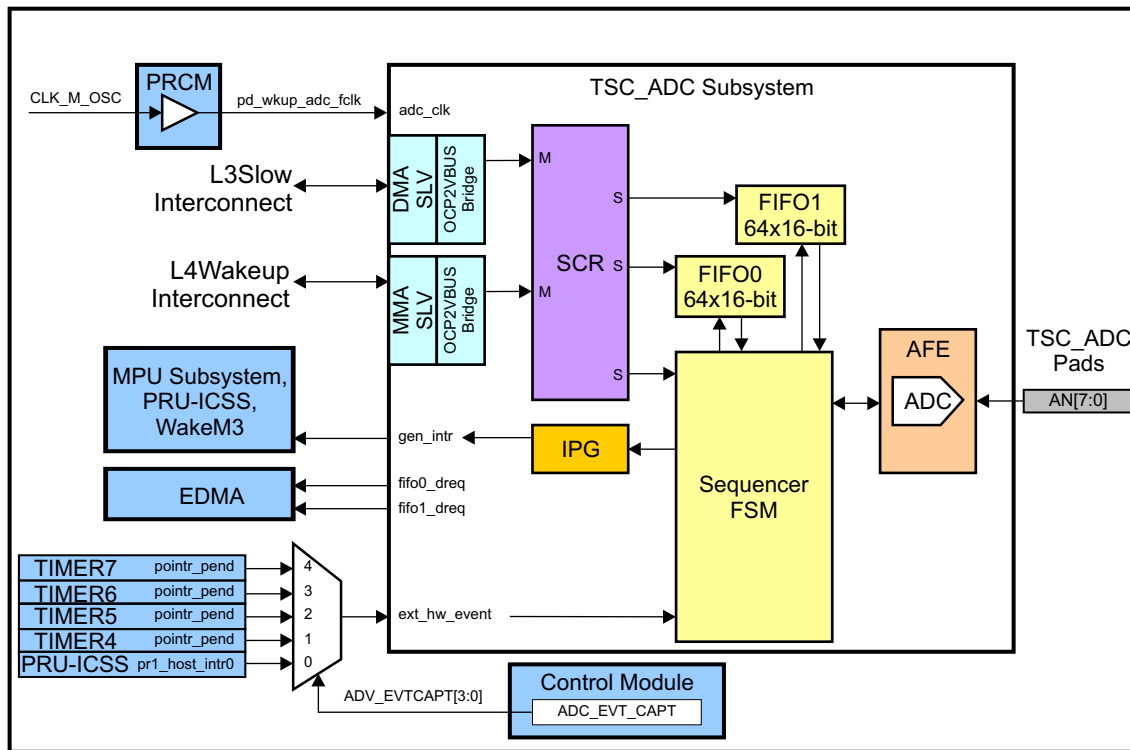 PRCM
CLK_M_OSC
pd_wkup_adc_fclk
TSC_ADC Subsystem
adc_clk
L3Slow
Interconnect
DMA
SLV
OCP2VBUS
Bridge
M
S
FIFO1
64x16-bit
SCR
S
FIFO0
64x16-bit
L4Wakeup
Interconnect
MMA
SLV
OCP2VBUS
Bridge
M
S
AFE
ADC
TSC_ADC
Pads
AN[7:0]
MPU Subsystem,
PRU-ICSS,
WakeM3
gen_intr
IPG
Sequencer
FSM
EDMA
fifo0_dreq
fifo1_dreq
TIMER7 pointr_pend 4
TIMER6 pointr_pend 3
TIMER5 pointr_pend 2
TIMER4 pointr_pend 1
PRU-ICSS pr1_host_intr0 0
ext_hw_event
ADV_EVTCAPT[3:0]
Control Module
ADC_EVT_CAPT